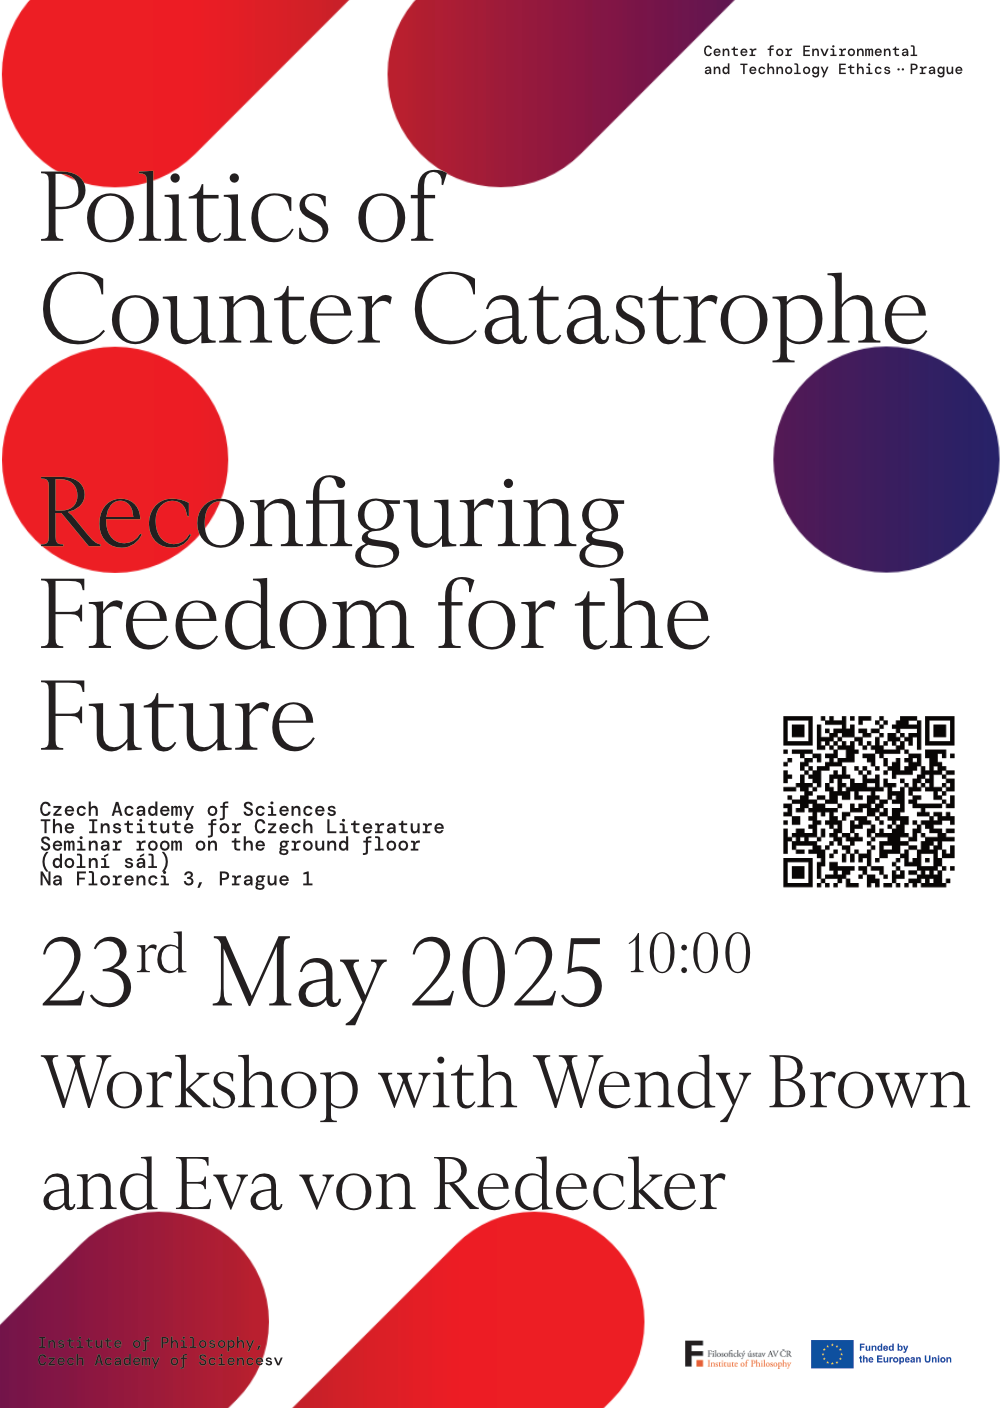 Center for Environmental
and Technology Ethics ·· Prague
Politics of
Counter Catastrophe
Reconfiguring
Freedom for the
Future
Czech Academy of Sciences
The Institute for Czech Literature
Seminar room on the ground floor
(dolní sál)
Na Florenci 3, Prague 1
23rd May 2025 10:00
Workshop with Wendy Brown
and Eva von Redecker
Institute of Philosophy,
Czech Academy of Sciencesv
Filosofický ústav AV ČR
Institute of Philosophy
Funded by
the European Union